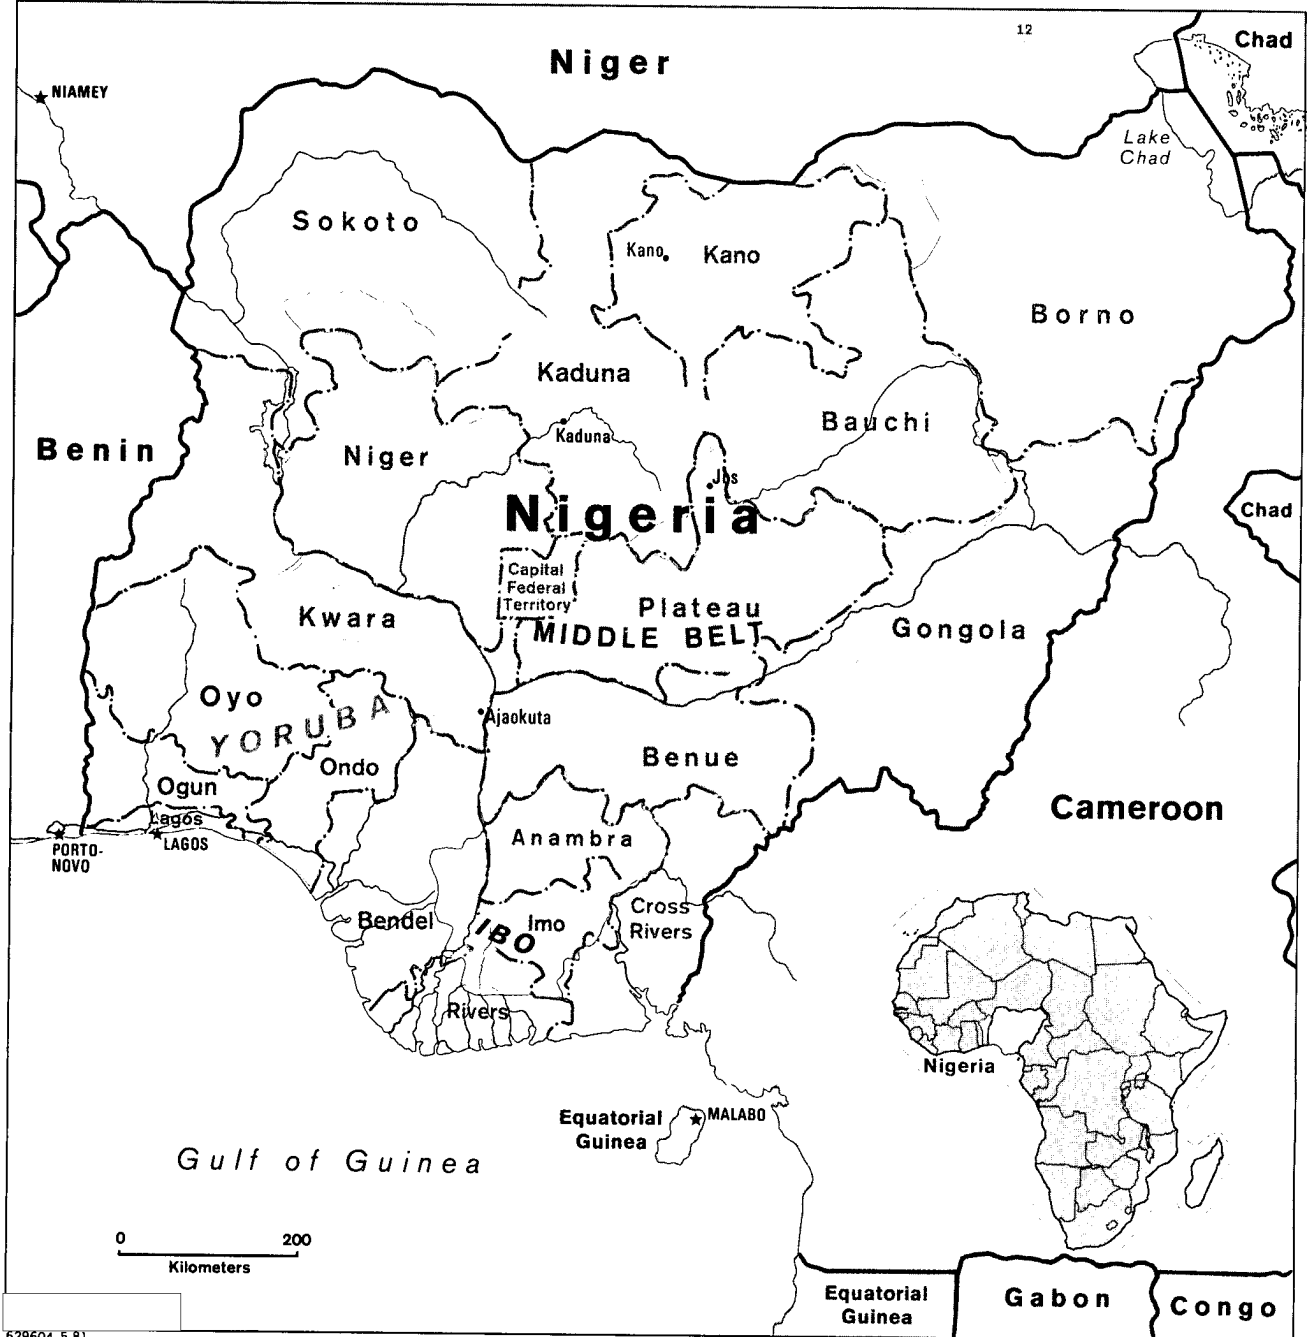 12
Chad
Niger
NIAMEY
Lake
Chad
Sokoto
Kano
Kano
Borno
Kaduna
Kaduna
Bauchi
Benin
Niger
Jos
Nigeria
Chad
Capital
Federal
Territory
Plateau
MIDDLE BELT
Kwara
Gongola
Oyo
YORUBA
Ajaokuta
Benue
Ondo
Ogun
Lagos
LAGOS
PORTO-
NOVO
Cameroon
Anambra
Bendel
IBO
Imo
Cross
Rivers
Rivers
Nigeria
Equatorial
Guinea
MALABO
Gulf of Guinea
0 200
Kilometers
Equatorial
Guinea
Gabon
Congo